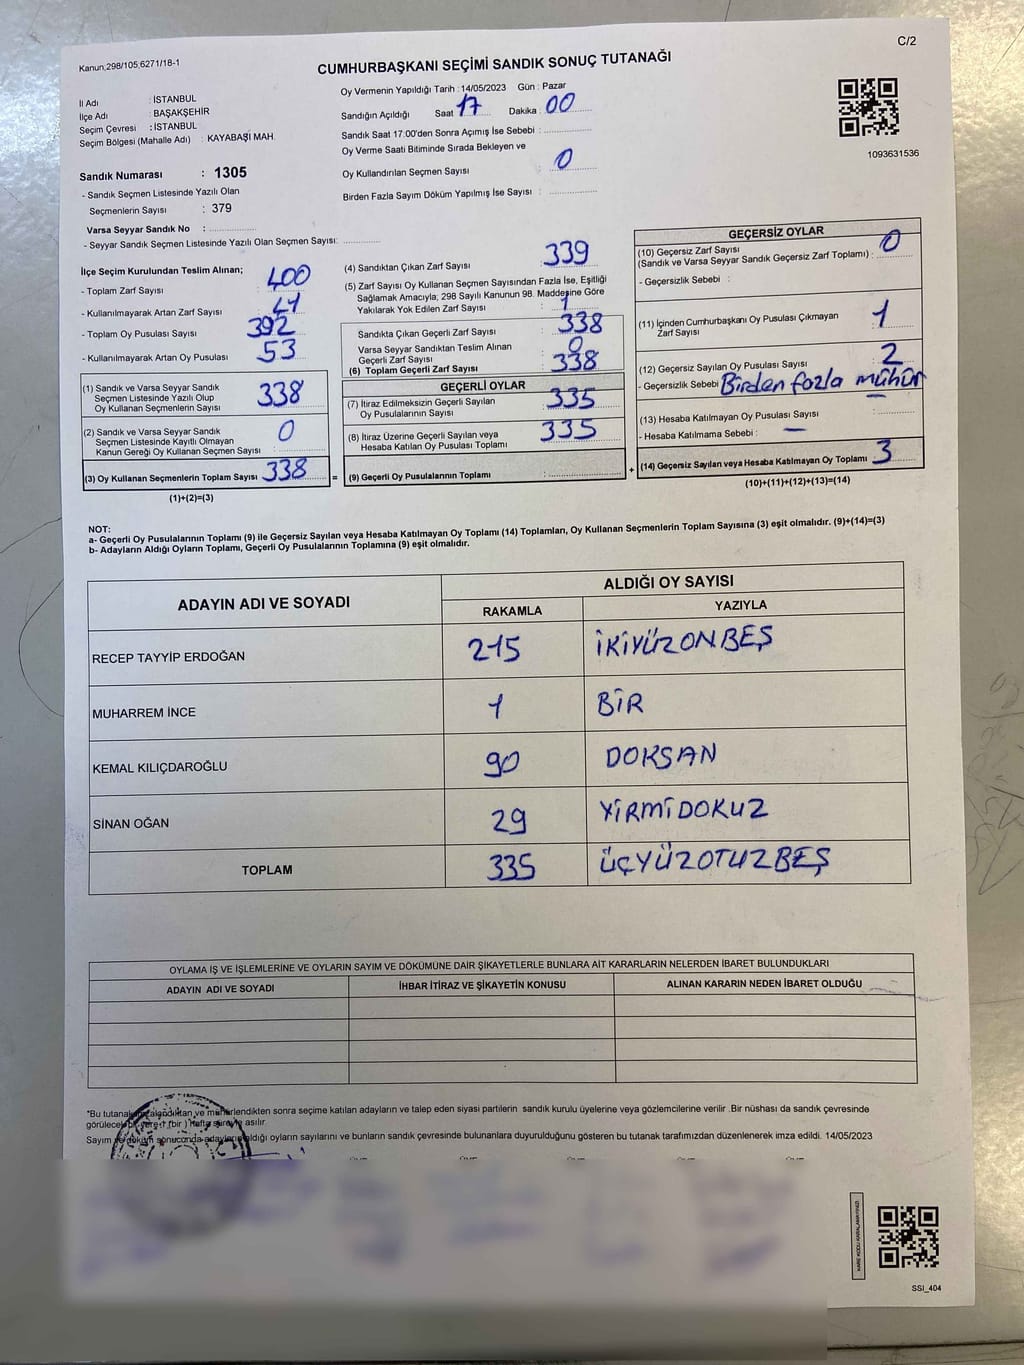 C/2
Kanun,298/105,6271/18-1
CUMHURBAŞKANI SEÇİMİ SANDIK SONUÇ TUTANAĞI
İl Adı : İSTANBUL
İlçe Adı : BAŞAKŞEHİR
Seçim Çevresi : İSTANBUL
Seçim Bölgesi (Mahalle Adı) : KAYABAŞI MAH.
Oy Vermenin Yapıldığı Tarih : 14/05/2023 Gün : Pazar
Sandığın Açıldığı Saat 17 Dakika : 00
Sandık Saat 17:00'den Sonra Açımış İse Sebebi :
Oy Verme Saati Bitiminde Sırada Bekleyen ve
Oy Kullandırılan Seçmen Sayısı : 0
Birden Fazla Sayım Döküm Yapılmış İse Sayısı :
1093631536
Sandık Numarası : 1305
- Sandık Seçmen Listesinde Yazılı Olan
Seçmenlerin Sayısı : 379
Varsa Seyyar Sandık No :
- Seyyar Sandık Seçmen Listesinde Yazılı Olan Seçmen Sayısı:
İlçe Seçim Kurulundan Teslim Alınan;
- Toplam Zarf Sayısı 400
- Kullanılmayarak Artan Zarf Sayısı
- Toplam Oy Pusulası Sayısı 392
- Kullanılmayarak Artan Oy Pusulası 53
(1) Sandık ve Varsa Seyyar Sandık
Seçmen Listesinde Yazılı Olup
Oy Kullanan Seçmenlerin Sayısı 338
(2) Sandık ve Varsa Seyyar Sandık
Seçmen Listesinde Kayıtlı Olmayan
Kanun Gereği Oy Kullanan Seçmen Sayısı : 0
(3) Oy Kullanan Seçmenlerin Toplam Sayısı 338 =
(1)+(2)=(3)
(4) Sandıktan Çıkan Zarf Sayısı 339
(5) Zarf Sayısı Oy Kullanan Seçmen Sayısından Fazla İse, Eşitliği
Sağlamak Amacıyla; 298 Sayılı Kanunun 98. Maddesine Göre
Yakılarak Yok Edilen Zarf Sayısı : 1
Sandıkta Çıkan Geçerli Zarf Sayısı : 338
Varsa Seyyar Sandıktan Teslim Alınan
Geçerli Zarf Sayısı : 0
(6) Toplam Geçerli Zarf Sayısı : 338
GEÇERLİ OYLAR
(7) İtiraz Edilmeksizin Geçerli Sayılan
Oy Pusulalarının Sayısı : 335
(8) İtiraz Üzerine Geçerli Sayılan veya
Hesaba Katılan Oy Pusulası Toplamı 335
(9) Geçerli Oy Pusulalarının Toplamı : +
GEÇERSİZ OYLAR
(10) Geçersiz Zarf Sayısı
(Sandık ve Varsa Seyyar Sandık Geçersiz Zarf Toplamı) : 0
- Geçersizlik Sebebi :
(11) İçinden Cumhurbaşkanı Oy Pusulası Çıkmayan
Zarf Sayısı : 1
(12) Geçersiz Sayılan Oy Pusulası Sayısı : 2
- Geçersizlik Sebebi : Birden fazla mühür
(13) Hesaba Katılmayan Oy Pusulası Sayısı :
- Hesaba Katılmama Sebebi : —
(14) Geçersiz Sayılan veya Hesaba Katılmayan Oy Toplamı : 3
(10)+(11)+(12)+(13)=(14)
NOT:
a- Geçerli Oy Pusulalarının Toplamı (9) ile Geçersiz Sayılan veya Hesaba Katılmayan Oy Toplamı (14) Toplamları, Oy Kullanan Seçmenlerin Toplam Sayısına (3) eşit olmalıdır. (9)+(14)=(3)
b- Adayların Aldığı Oyların Toplamı, Geçerli Oy Pusulalarının Toplamına (9) eşit olmalıdır.
ADAYIN ADI VE SOYADI
ALDIĞI OY SAYISI
RAKAMLA YAZIYLA
RECEP TAYYİP ERDOĞAN 215 İKİYÜZONBEŞ
MUHARREM İNCE 1 BİR
KEMAL KILIÇDAROĞLU 90 DOKSAN
SİNAN OĞAN 29 YİRMİDOKUZ
TOPLAM 335 ÜÇYÜZOTUZBEŞ
OYLAMA İŞ VE İŞLEMLERİNE VE OYLARIN SAYIM VE DÖKÜMÜNE DAİR ŞİKAYETLERLE BUNLARA AİT KARARLARIN NELERDEN İBARET BULUNDUKLARI
ADAYIN ADI VE SOYADI İHBAR İTİRAZ VE ŞİKAYETİN KONUSU ALINAN KARARIN NEDEN İBARET OLDUĞU
*Bu tutanak, ve mühürlendikten sonra seçime katılan adayların ve talep eden siyasi partilerin sandık kurulu üyelerine veya gözlemcilerine verilir .Bir nüshası da sandık çevresinde
görülecek bir yere 1 (bir ) hafta süreyle asılır.
Sayım ve döküm sonucunda adayların aldığı oyların sayılarını ve bunların sandık çevresinde bulunanlara duyurulduğunu gösteren bu tutanak tarafımızdan düzenlenerek imza edildi. 14/05/2023
SSI_404